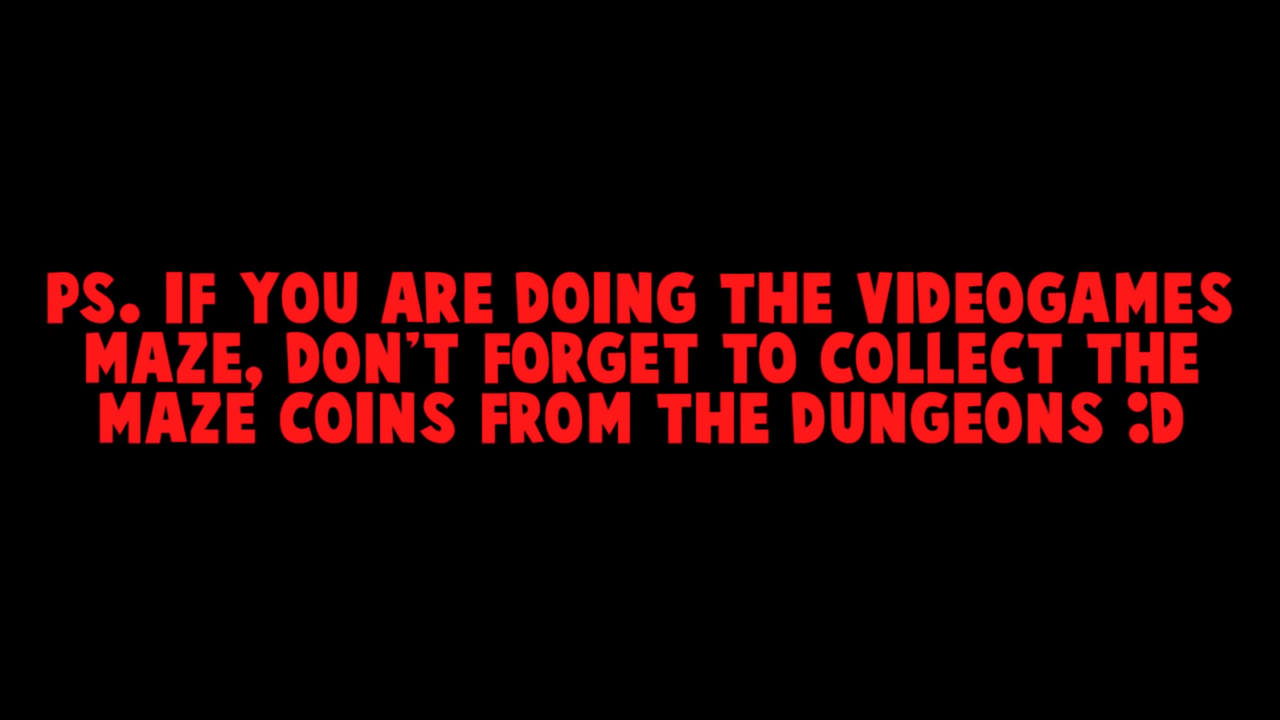 PS. IF YOU ARE DOING THE VIDEOGAMES
MAZE, DON'T FORGET TO COLLECT THE
MAZE COINS FROM THE DUNGEONS :D